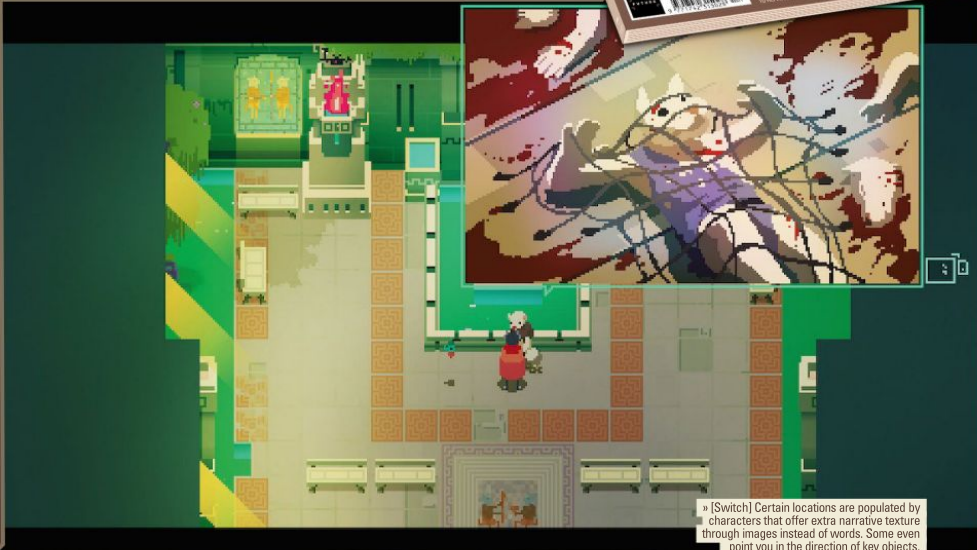 » [Switch] Certain locations are populated by
characters that offer extra narrative texture
through images instead of words. Some even
point you in the direction of key objects.